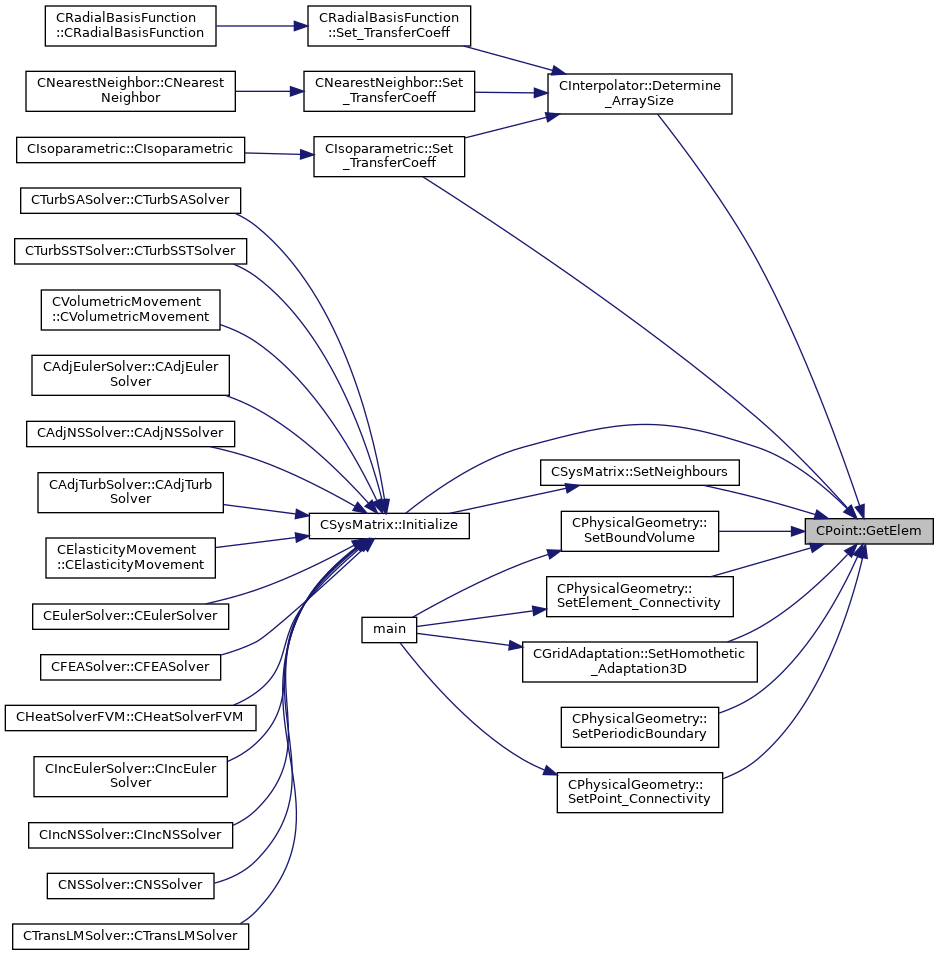 CRadialBasisFunction
::CRadialBasisFunction
CRadialBasisFunction
::Set_TransferCoeff
CNearestNeighbor::CNearest
Neighbor
CNearestNeighbor::Set
_TransferCoeff
CInterpolator::Determine
_ArraySize
CIsoparametric::CIsoparametric
CIsoparametric::Set
_TransferCoeff
CTurbSASolver::CTurbSASolver
CTurbSSTSolver::CTurbSSTSolver
CVolumetricMovement
::CVolumetricMovement
CAdjEulerSolver::CAdjEuler
Solver
CAdjNSSolver::CAdjNSSolver
CAdjTurbSolver::CAdjTurb
Solver
CElasticityMovement
::CElasticityMovement
CEulerSolver::CEulerSolver
CFEASolver::CFEASolver
CHeatSolverFVM::CHeatSolverFVM
CIncEulerSolver::CIncEuler
Solver
CIncNSSolver::CIncNSSolver
CNSSolver::CNSSolver
CTransLMSolver::CTransLMSolver
CSysMatrix::Initialize
main
CSysMatrix::SetNeighbours
CPhysicalGeometry::
SetBoundVolume
CPhysicalGeometry::
SetElement_Connectivity
CGridAdaptation::SetHomothetic
_Adaptation3D
CPhysicalGeometry::
SetPeriodicBoundary
CPhysicalGeometry::
SetPoint_Connectivity
CPoint::GetElem